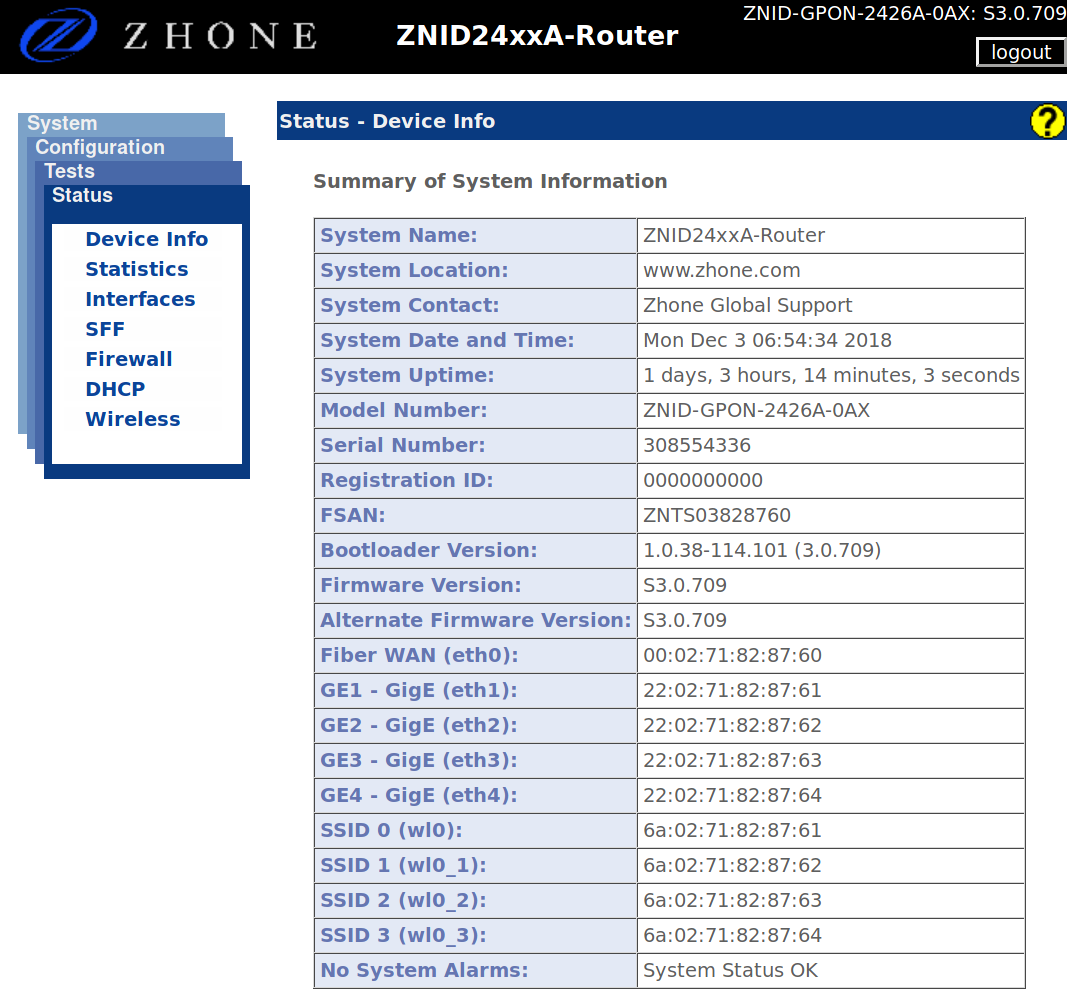 ZHONE
ZNID24xxA-Router
ZNID-GPON-2426A-0AX: S3.0.709
logout
System
Configuration
Tests
Status
Device Info
Statistics
Interfaces
SFF
Firewall
DHCP
Wireless
Status - Device Info
?
Summary of System Information
System Name: ZNID24xxA-Router
System Location: www.zhone.com
System Contact: Zhone Global Support
System Date and Time: Mon Dec 3 06:54:34 2018
System Uptime: 1 days, 3 hours, 14 minutes, 3 seconds
Model Number: ZNID-GPON-2426A-0AX
Serial Number: 308554336
Registration ID: 0000000000
FSAN: ZNTS03828760
Bootloader Version: 1.0.38-114.101 (3.0.709)
Firmware Version: S3.0.709
Alternate Firmware Version: S3.0.709
Fiber WAN (eth0): 00:02:71:82:87:60
GE1 - GigE (eth1): 22:02:71:82:87:61
GE2 - GigE (eth2): 22:02:71:82:87:62
GE3 - GigE (eth3): 22:02:71:82:87:63
GE4 - GigE (eth4): 22:02:71:82:87:64
SSID 0 (wl0): 6a:02:71:82:87:61
SSID 1 (wl0_1): 6a:02:71:82:87:62
SSID 2 (wl0_2): 6a:02:71:82:87:63
SSID 3 (wl0_3): 6a:02:71:82:87:64
No System Alarms: System Status OK